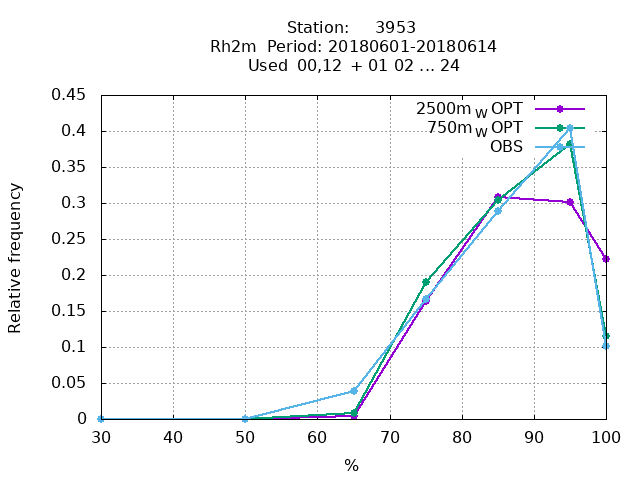 Station: 3953
Rh2m Period: 20180601-20180614
Used 00,12 + 01 02 ... 24
0.45
0.4
0.35
0.3
0.25
0.2
0.15
0.1
0.05
0
Relative frequency
2500m_W OPT
750m_W OPT
OBS
30 40 50 60 70 80 90 100
%